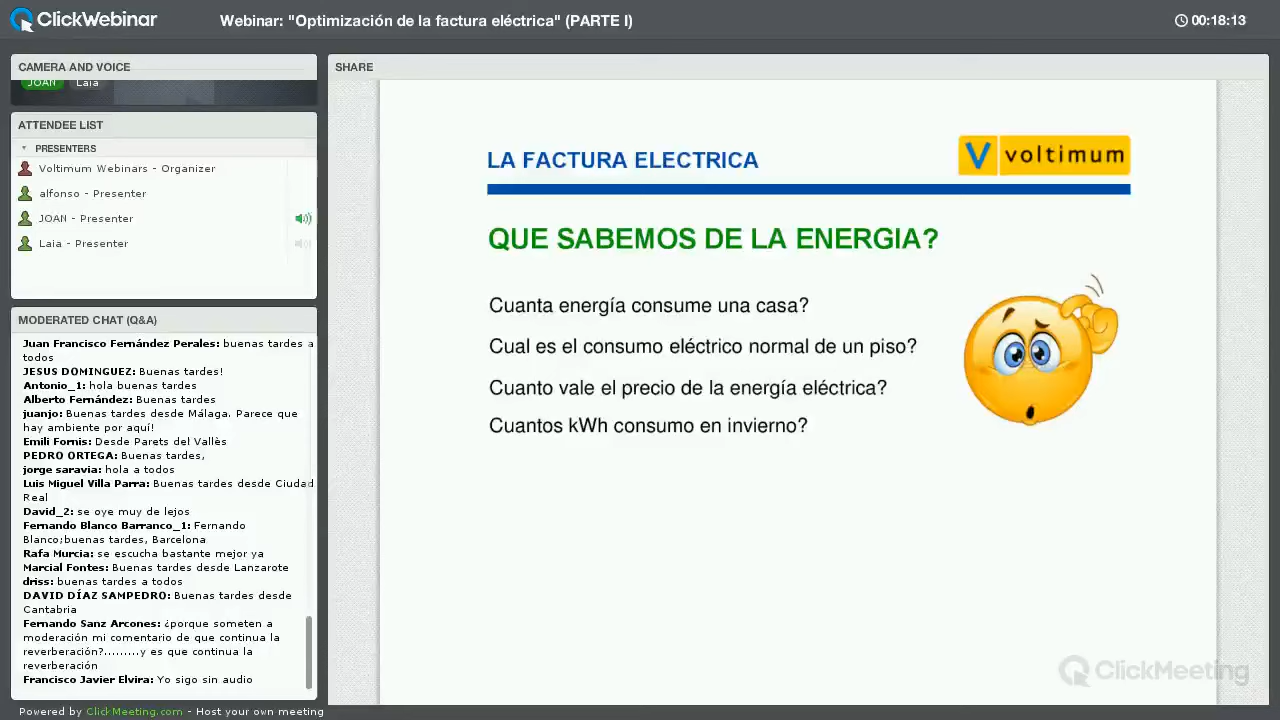 ClickWebinar
Webinar: "Optimización de la factura eléctrica" (PARTE I)
00:18:13
CAMERA AND VOICE
JOAN Laia
ATTENDEE LIST
PRESENTERS
Voltimum Webinars - Organizer
alfonso - Presenter
JOAN - Presenter
Laia - Presenter
MODERATED CHAT (Q&A)
Juan Francisco Fernández Perales: buenas tardes a
todos
JESUS DOMINGUEZ: Buenas tardes!
Antonio_1: hola buenas tardes
Alberto Fernández: Buenas tardes
juanjo: Buenas tardes desde Málaga. Parece que
hay ambiente por aquí!
Emili Fornis: Desde Parets del Vallès
PEDRO ORTEGA: Buenas tardes,
jorge sanz: hola a todos
Luis Miguel Villa Parra: Buenas tardes desde Ciudad
Real
David_2: se oye muy de lejos
Fernando Blanco Barranco_1: Fernando
Blanco;buenas tardes, Barcelona
Rafa Murcia: se escucha bastante mejor ya
Marcial Fontes: Buenas tardes desde Lanzarote
driss: buenas tardes a todos
DAVID DÍAZ SAMPEDRO: Buenas tardes desde
Cantabria
Fernando Sanz Arcones: ¿porque someten a
moderación mi comentario de que continua la
reverberación? ........y es que continua la
reverberación
Francisco Javier Elvira: Yo sigo sin audio
Powered by ClickMeeting.com - Host your own meeting
SHARE
LA FACTURA ELECTRICA
V voltimum
QUE SABEMOS DE LA ENERGIA?
Cuanta energía consume una casa?
Cual es el consumo eléctrico normal de un piso?
Cuanto vale el precio de la energía eléctrica?
Cuantos kWh consumo en invierno?
ClickMeeting